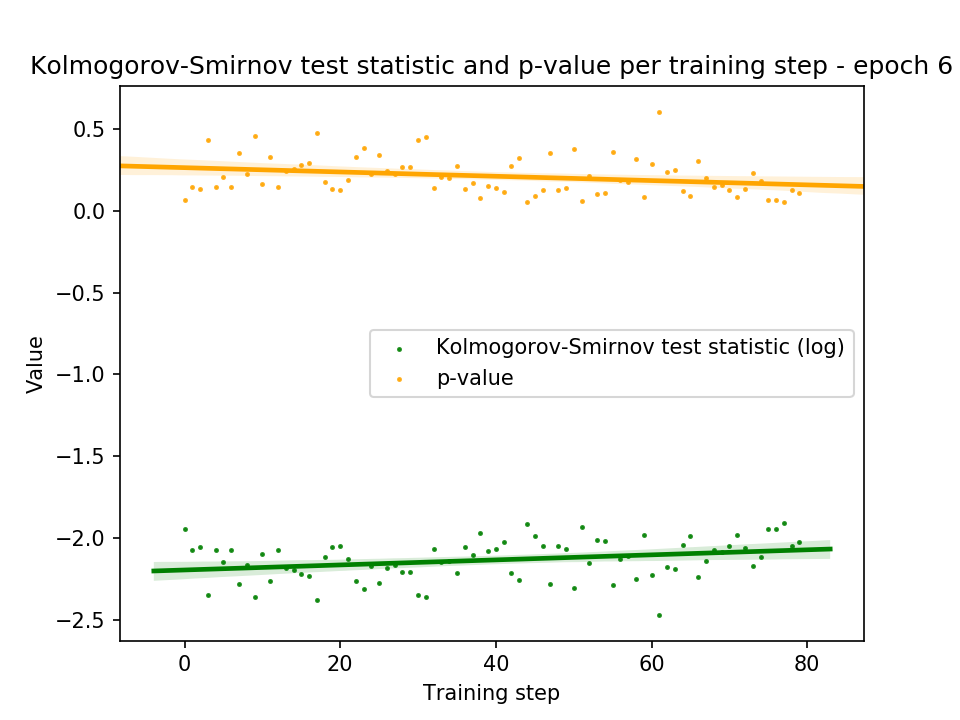 Kolmogorov-Smirnov test statistic and p-value per training step - epoch 6
0.5
0.0
−0.5
−1.0
−1.5
−2.0
−2.5
Value
Kolmogorov-Smirnov test statistic (log)
p-value
0 20 40 60 80
Training step